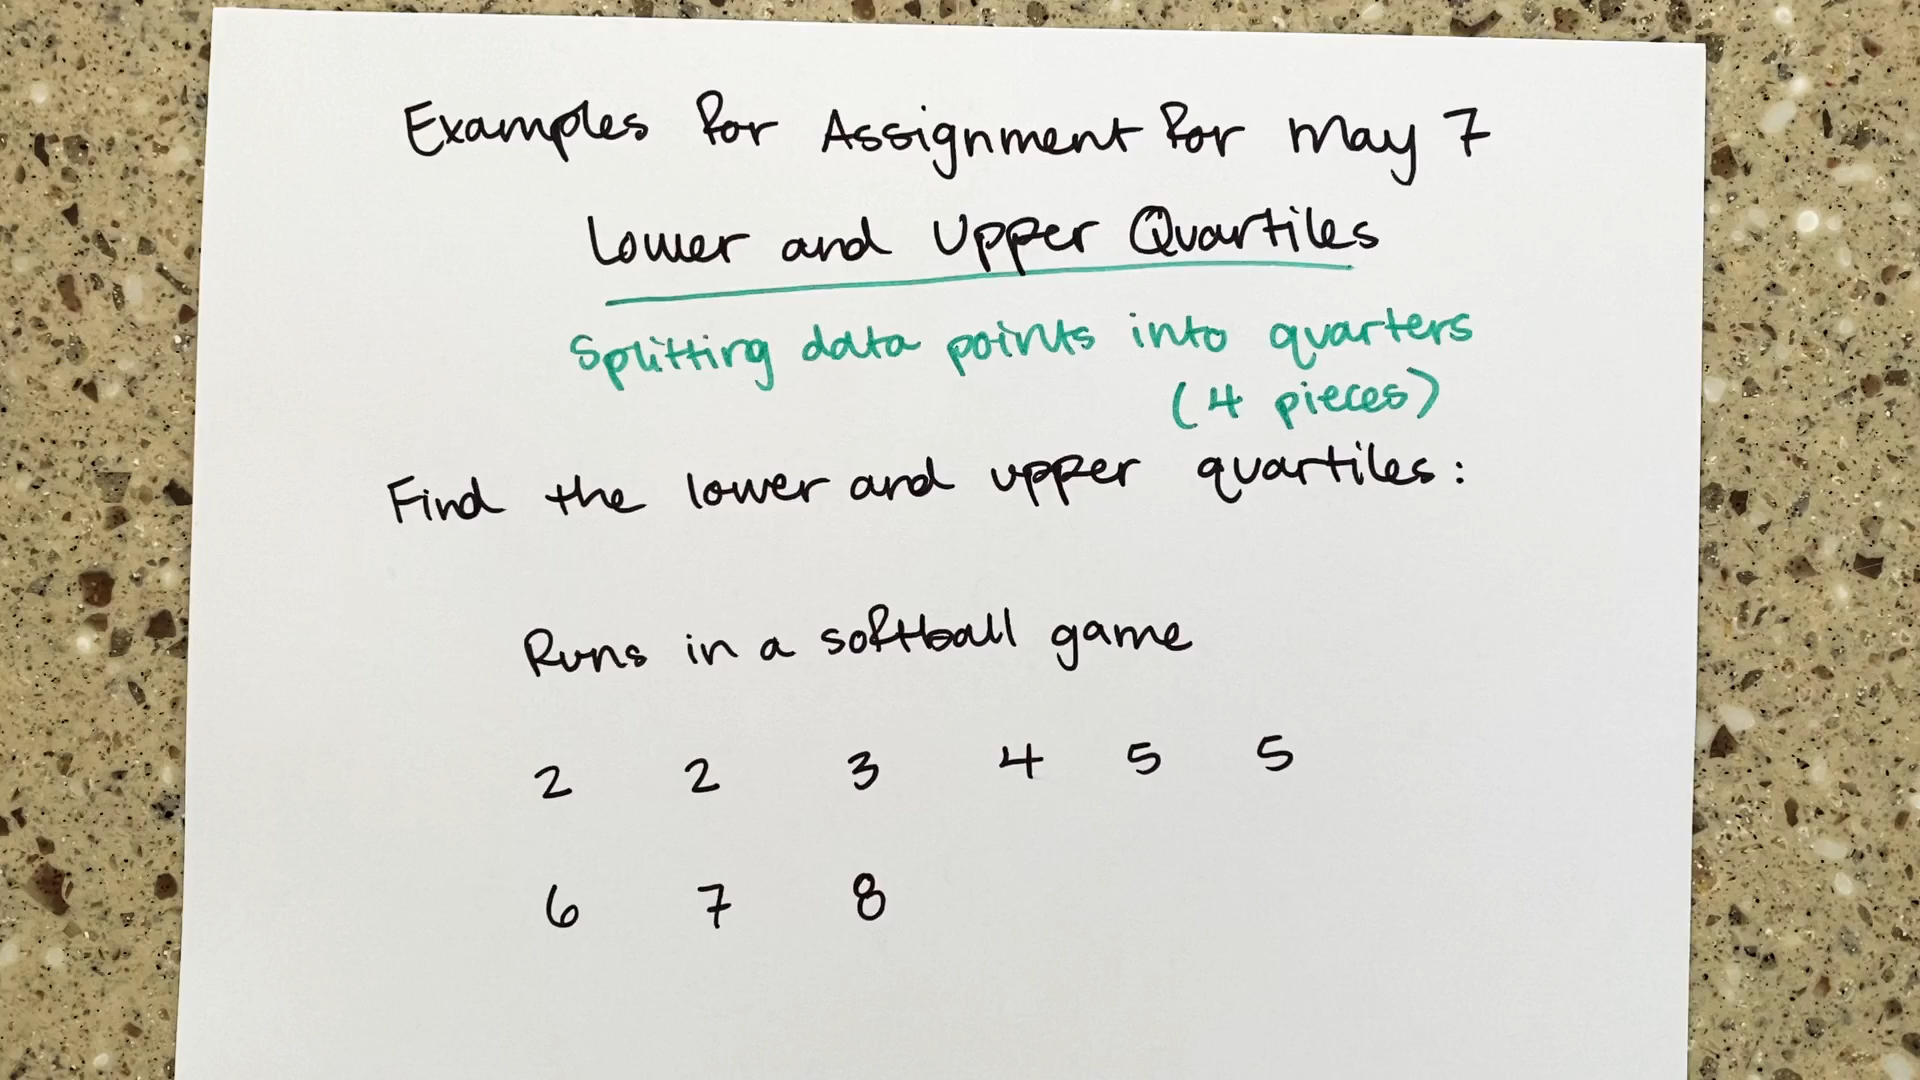 Examples for Assignment for May 7
Lower and Upper Quartiles
Splitting data points into quarters
(4 pieces)
Find the lower and upper quartiles:
Runs in a softball game
2 2 3 4 5 5
6 7 8